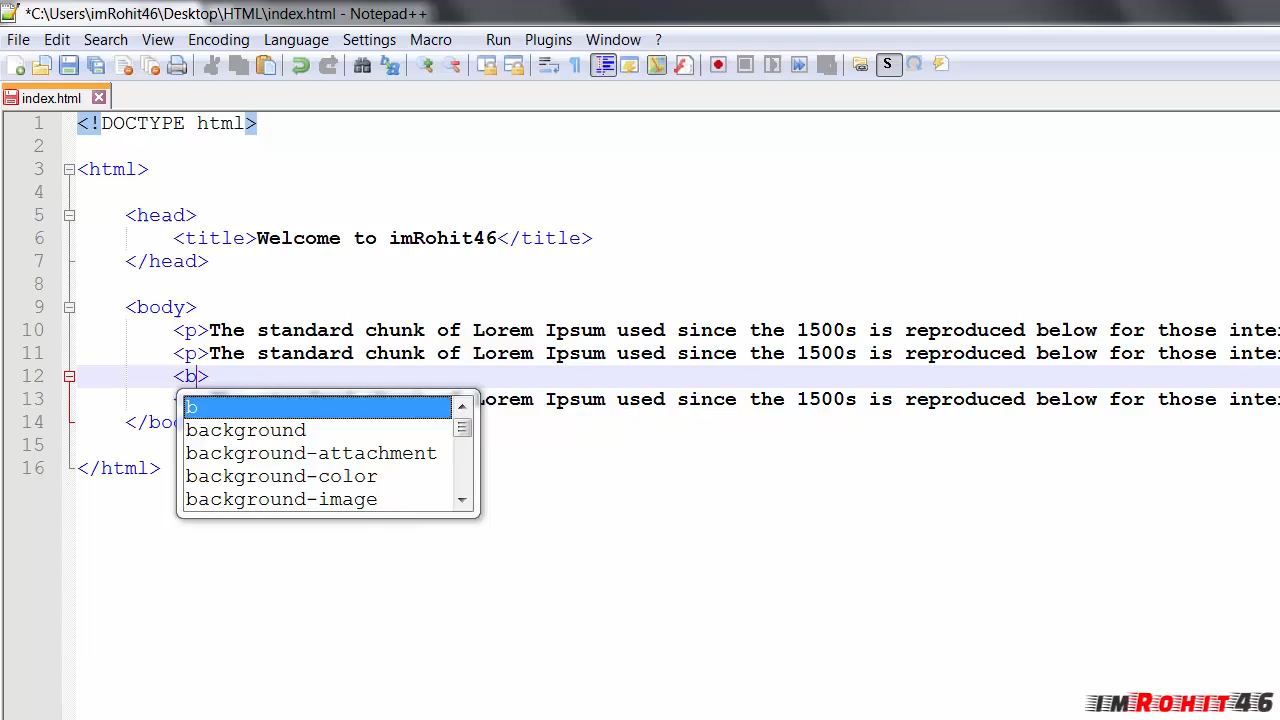 *C:\Users\imRohit46\Desktop\HTML\index.html - Notepad++
File Edit Search View Encoding Language Settings Macro Run Plugins Window ?
S
index.html
1 <!DOCTYPE html>
2
3 <html>
4
5 <head>
6 <title>Welcome to imRohit46</title>
7 </head>
8
9 <body>
10 <p>The standard chunk of Lorem Ipsum used since the 1500s is reproduced below for those
11 <p>The standard chunk of Lorem Ipsum used since the 1500s is reproduced below for those
12 <b>
13 Lorem Ipsum used since the 1500s is reproduced below for those
14
15
16 </html>
b
background
background-attachment
background-color
background-image
imRohit46